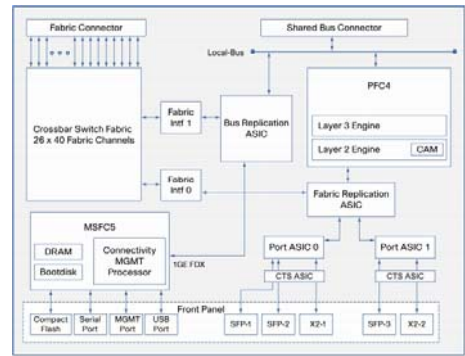 Fabric Connector
Shared Bus Connector
Local-Bus
Crossbar Switch Fabric
26 x 40 Fabric Channels
Fabric
Intf 1
Bus Replication
ASIC
PFC4
Layer 3 Engine
Layer 2 Engine
CAM
Fabric
Intf 0
Fabric Replication
ASIC
MSFC5
DRAM
Bootdisk
Connectivity
MGMT
Processor
1GE FDX
Port ASIC 0
Port ASIC 1
CTS ASIC
CTS ASIC
Front Panel
Compact
Flash
Serial
Port
MGMT
Port
USB
Port
SFP-1
SFP-2
X2-1
SFP-3
X2-2